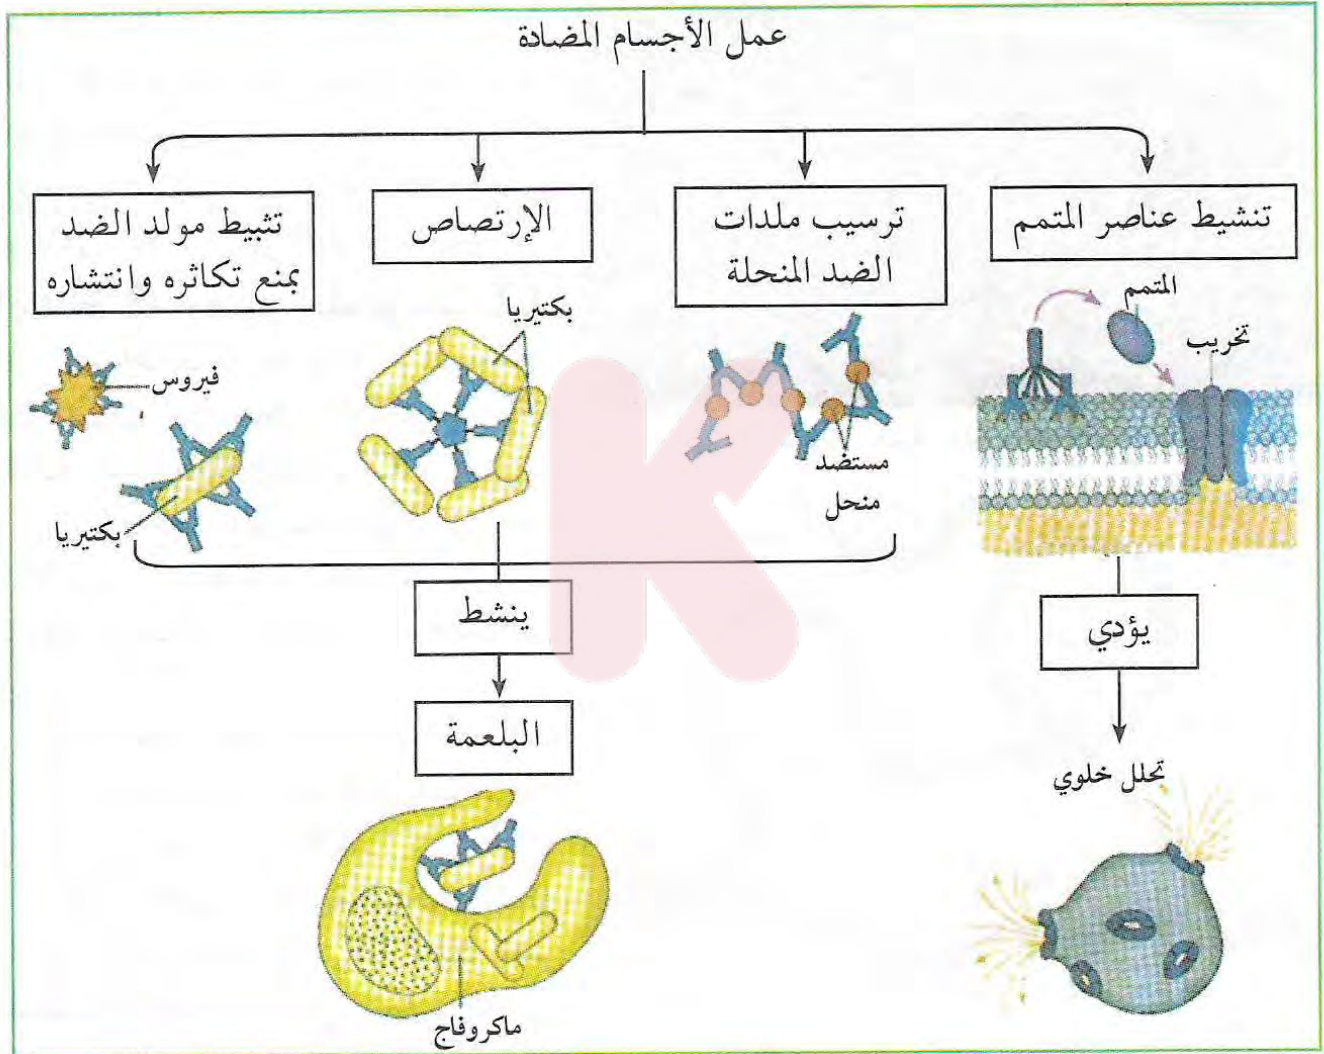 عمل الأجسام المضادة
تنشيط عناصر المتمم
ترسيب ملدات
الضد المنحلة
الإرتصاص
تثبيط مولد الضد
بمنع تكاثره وانتشاره
المتمم
تخريب
بكتيريا
فيروس
مستضد
منحل
بكتيريا
ينشط
يؤدي
البلعمة
تحلل خلوي
ماكروفاج
K